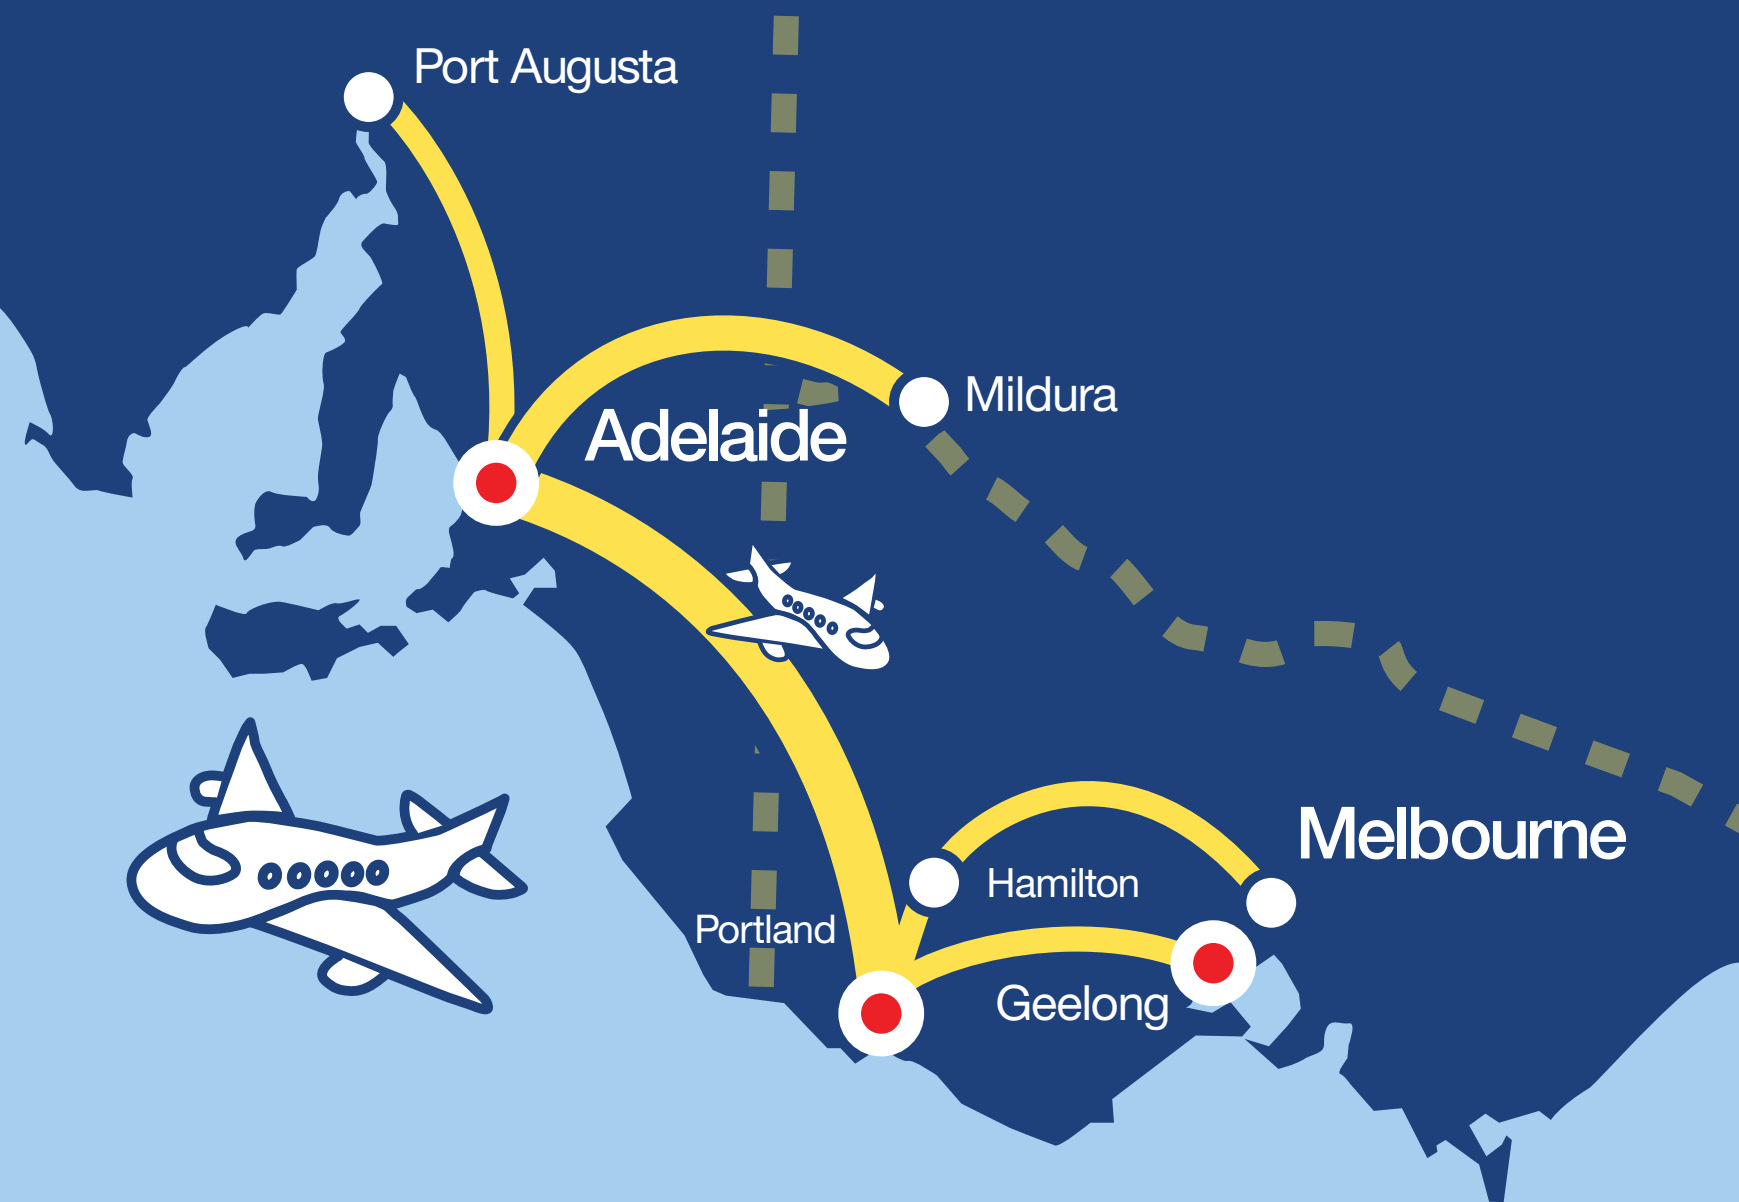 Port Augusta
Mildura
Adelaide
Melbourne
Hamilton
Portland
Geelong